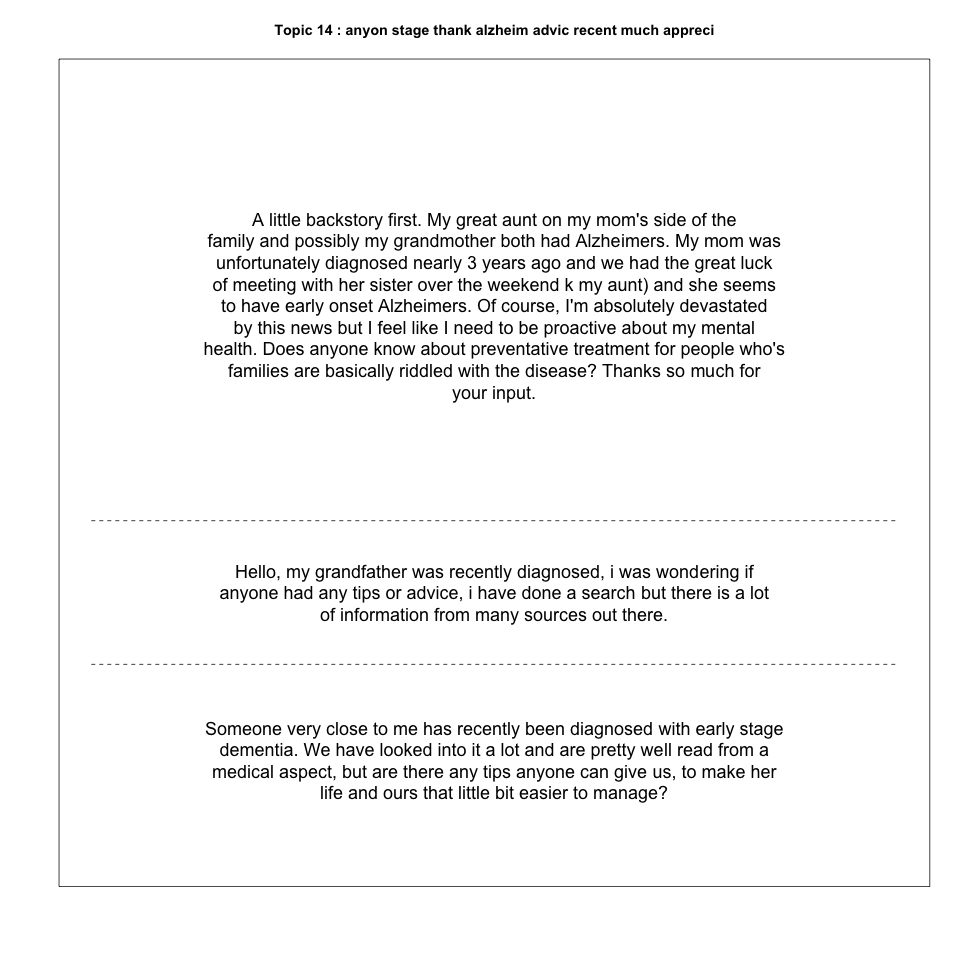 Topic 14 : anyon stage thank alzheim advic recent much appreci
A little backstory first. My great aunt on my mom's side of the
family and possibly my grandmother both had Alzheimers. My mom was
unfortunately diagnosed nearly 3 years ago and we had the great luck
of meeting with her sister over the weekend k my aunt) and she seems
to have early onset Alzheimers. Of course, I'm absolutely devastated
by this news but I feel like I need to be proactive about my mental
health. Does anyone know about preventative treatment for people who's
families are basically riddled with the disease? Thanks so much for
your input.
Hello, my grandfather was recently diagnosed, i was wondering if
anyone had any tips or advice, i have done a search but there is a lot
of information from many sources out there.
Someone very close to me has recently been diagnosed with early stage
dementia. We have looked into it a lot and are pretty well read from a
medical aspect, but are there any tips anyone can give us, to make her
life and ours that little bit easier to manage?